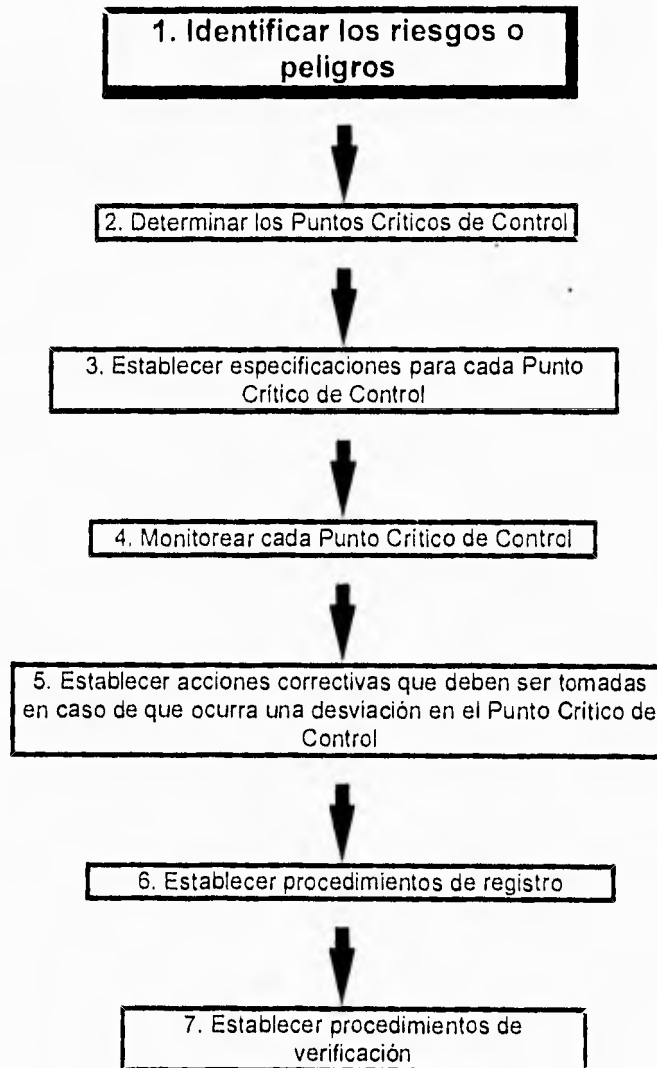 1. Identificar los riesgos o
peligros
2. Determinar los Puntos Críticos de Control
3. Establecer especificaciones para cada Punto
Crítico de Control
4. Monitorear cada Punto Crítico de Control
5. Establecer acciones correctivas que deben ser tomadas
en caso de que ocurra una desviación en el Punto Crítico de
Control
6. Establecer procedimientos de registro
7. Establecer procedimientos de
verificación